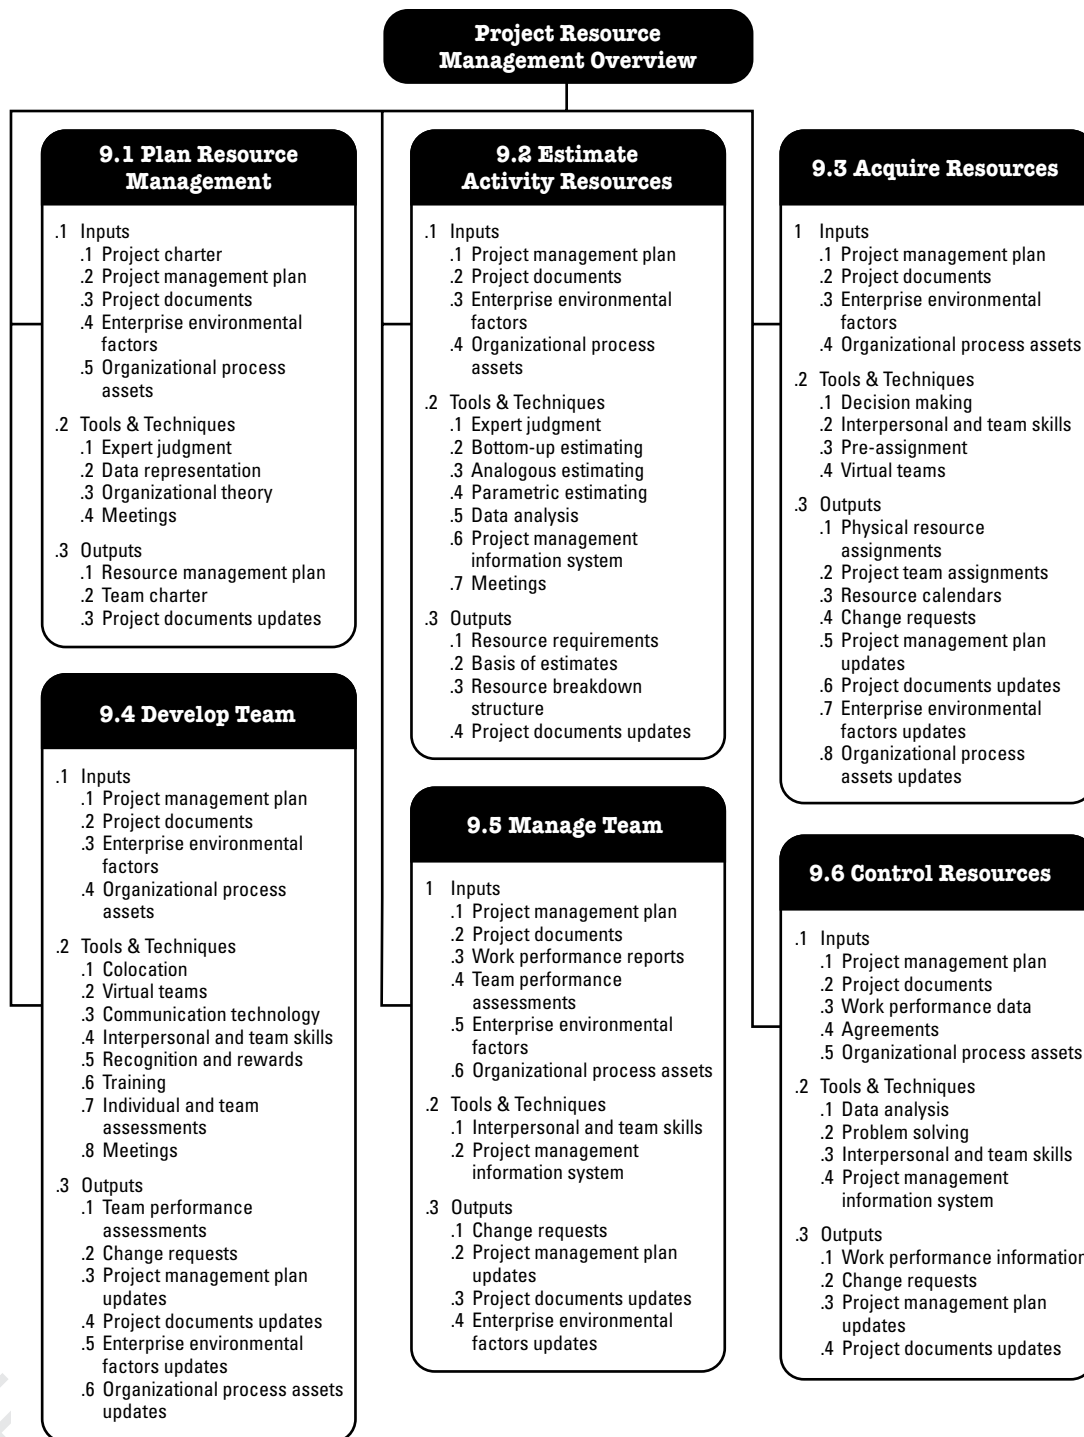 Project Resource
Management Overview
9.1 Plan Resource
Management
.1 Inputs
.1 Project charter
.2 Project management plan
.3 Project documents
.4 Enterprise environmental
factors
.5 Organizational process
assets
.2 Tools & Techniques
.1 Expert judgment
.2 Data representation
.3 Organizational theory
.4 Meetings
.3 Outputs
.1 Resource management plan
.2 Team charter
.3 Project documents updates
9.2 Estimate
Activity Resources
.1 Inputs
.1 Project management plan
.2 Project documents
.3 Enterprise environmental
factors
.4 Organizational process
assets
.2 Tools & Techniques
.1 Expert judgment
.2 Bottom-up estimating
.3 Analogous estimating
.4 Parametric estimating
.5 Data analysis
.6 Project management
information system
.7 Meetings
.3 Outputs
.1 Resource requirements
.2 Basis of estimates
.3 Resource breakdown
structure
.4 Project documents updates
9.3 Acquire Resources
1 Inputs
.1 Project management plan
.2 Project documents
.3 Enterprise environmental
factors
.4 Organizational process assets
.2 Tools & Techniques
.1 Decision making
.2 Interpersonal and team skills
.3 Pre-assignment
.4 Virtual teams
.3 Outputs
.1 Physical resource
assignments
.2 Project team assignments
.3 Resource calendars
.4 Change requests
.5 Project management plan
updates
.6 Project documents updates
.7 Enterprise environmental
factors updates
.8 Organizational process
assets updates
9.4 Develop Team
.1 Inputs
.1 Project management plan
.2 Project documents
.3 Enterprise environmental
factors
.4 Organizational process
assets
.2 Tools & Techniques
.1 Colocation
.2 Virtual teams
.3 Communication technology
.4 Interpersonal and team skills
.5 Recognition and rewards
.6 Training
.7 Individual and team
assessments
.8 Meetings
.3 Outputs
.1 Team performance
assessments
.2 Change requests
.3 Project management plan
updates
.4 Project documents updates
.5 Enterprise environmental
factors updates
.6 Organizational process assets
updates
9.5 Manage Team
1 Inputs
.1 Project management plan
.2 Project documents
.3 Work performance reports
.4 Team performance
assessments
.5 Enterprise environmental
factors
.6 Organizational process assets
.2 Tools & Techniques
.1 Interpersonal and team skills
.2 Project management
information system
.3 Outputs
.1 Change requests
.2 Project management plan
updates
.3 Project documents updates
.4 Enterprise environmental
factors updates
9.6 Control Resources
.1 Inputs
.1 Project management plan
.2 Project documents
.3 Work performance data
.4 Agreements
.5 Organizational process assets
.2 Tools & Techniques
.1 Data analysis
.2 Problem solving
.3 Interpersonal and team skills
.4 Project management
information system
.3 Outputs
.1 Work performance information
.2 Change requests
.3 Project management plan
updates
.4 Project documents updates